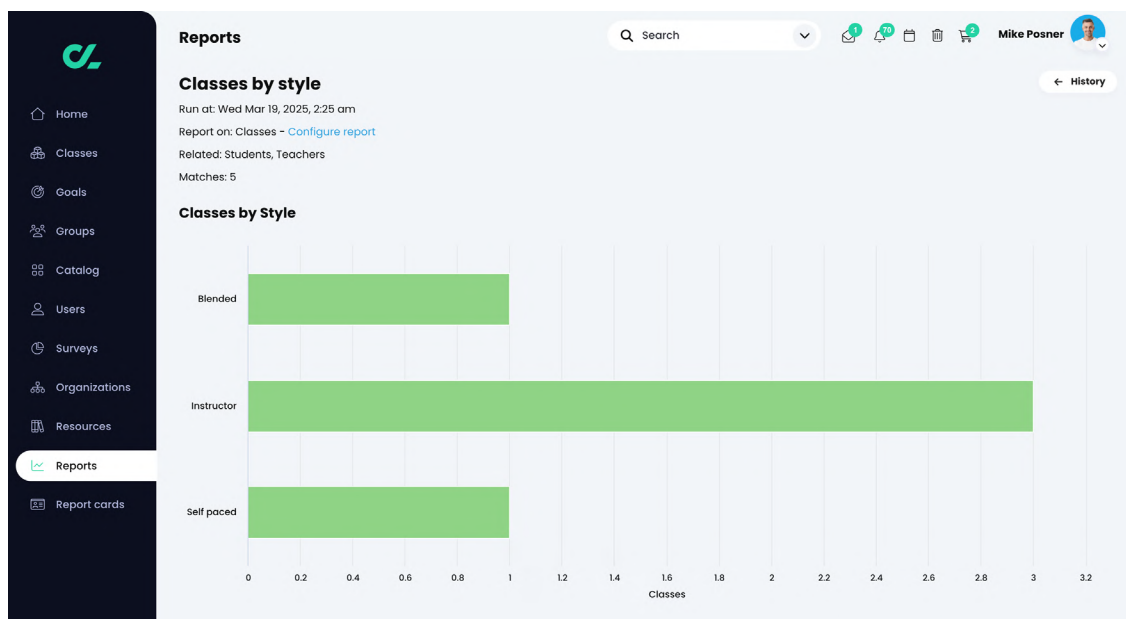 Reports
Search
1
70
2
Mike Posner
Classes by style
← History
Run at: Wed Mar 19, 2025, 2:25 am
Report on: Classes - Configure report
Related: Students, Teachers
Matches: 5
Home
Classes
Goals
Groups
Catalog
Users
Surveys
Organizations
Resources
Reports
Report cards
Classes by Style
Blended
Instructor
Self paced
0 0.2 0.4 0.6 0.8 1 1.2 1.4 1.6 1.8 2 2.2 2.4 2.6 2.8 3 3.2
Classes